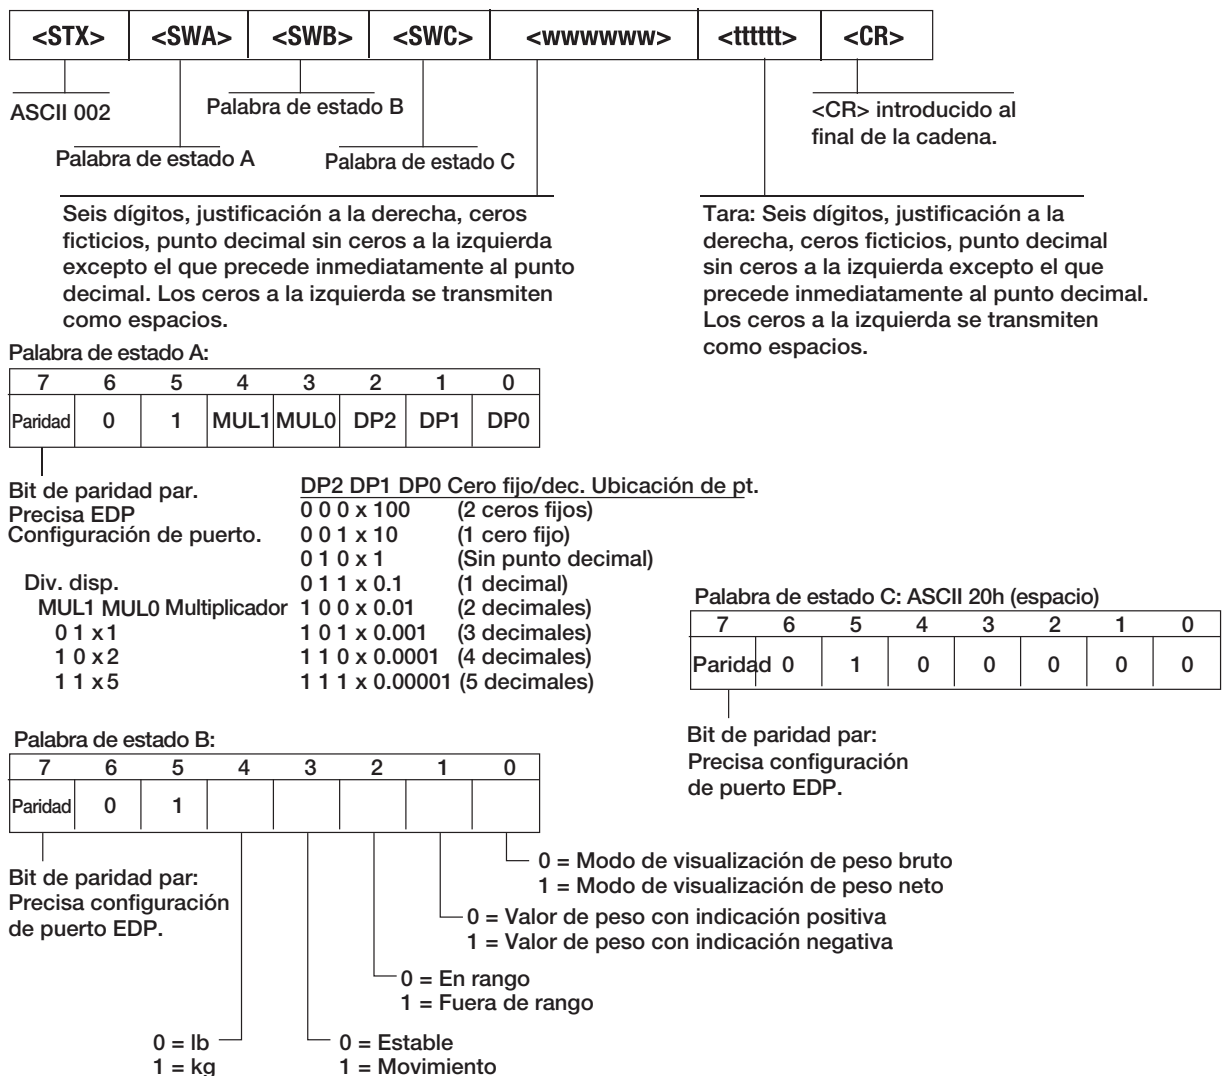 <STX> <SWA> <SWB> <SWC> <wwwwww> <tttttt> <CR>
ASCII 002
Palabra de estado B
<CR> introducido al
final de la cadena.
Palabra de estado A
Palabra de estado C
Seis dígitos, justificación a la derecha, ceros
ficticios, punto decimal sin ceros a la izquierda
excepto el que precede inmediatamente al punto
decimal. Los ceros a la izquierda se transmiten
como espacios.
Tara: Seis dígitos, justificación a la
derecha, ceros ficticios, punto decimal
sin ceros a la izquierda excepto el que
precede inmediatamente al punto decimal.
Los ceros a la izquierda se transmiten
como espacios.
Palabra de estado A:
7 6 5 4 3 2 1 0
Paridad 0 1 MUL1 MUL0 DP2 DP1 DP0
Bit de paridad par.
Precisa EDP
Configuración de puerto.
Div. disp.
MUL1 MUL0 Multiplicador
0 1 x 1
1 0 x 2
1 1 x 5
DP2 DP1 DP0 Cero fijo/dec. Ubicación de pt.
0 0 0 x 100 (2 ceros fijos)
0 0 1 x 10 (1 cero fijo)
0 1 0 x 1 (Sin punto decimal)
0 1 1 x 0.1 (1 decimal)
1 0 0 x 0.01 (2 decimales)
1 0 1 x 0.001 (3 decimales)
1 1 0 x 0.0001 (4 decimales)
1 1 1 x 0.00001 (5 decimales)
Palabra de estado C: ASCII 20h (espacio)
7 6 5 4 3 2 1 0
Paridad 0 1 0 0 0 0 0
Bit de paridad par:
Precisa configuración
de puerto EDP.
Palabra de estado B:
7 6 5 4 3 2 1 0
Paridad 0 1
Bit de paridad par:
Precisa configuración
de puerto EDP.
0 = Modo de visualización de peso bruto
1 = Modo de visualización de peso neto
0 = Valor de peso con indicación positiva
1 = Valor de peso con indicación negativa
0 = En rango
1 = Fuera de rango
0 = Estable
1 = Movimiento
0 = lb
1 = kg